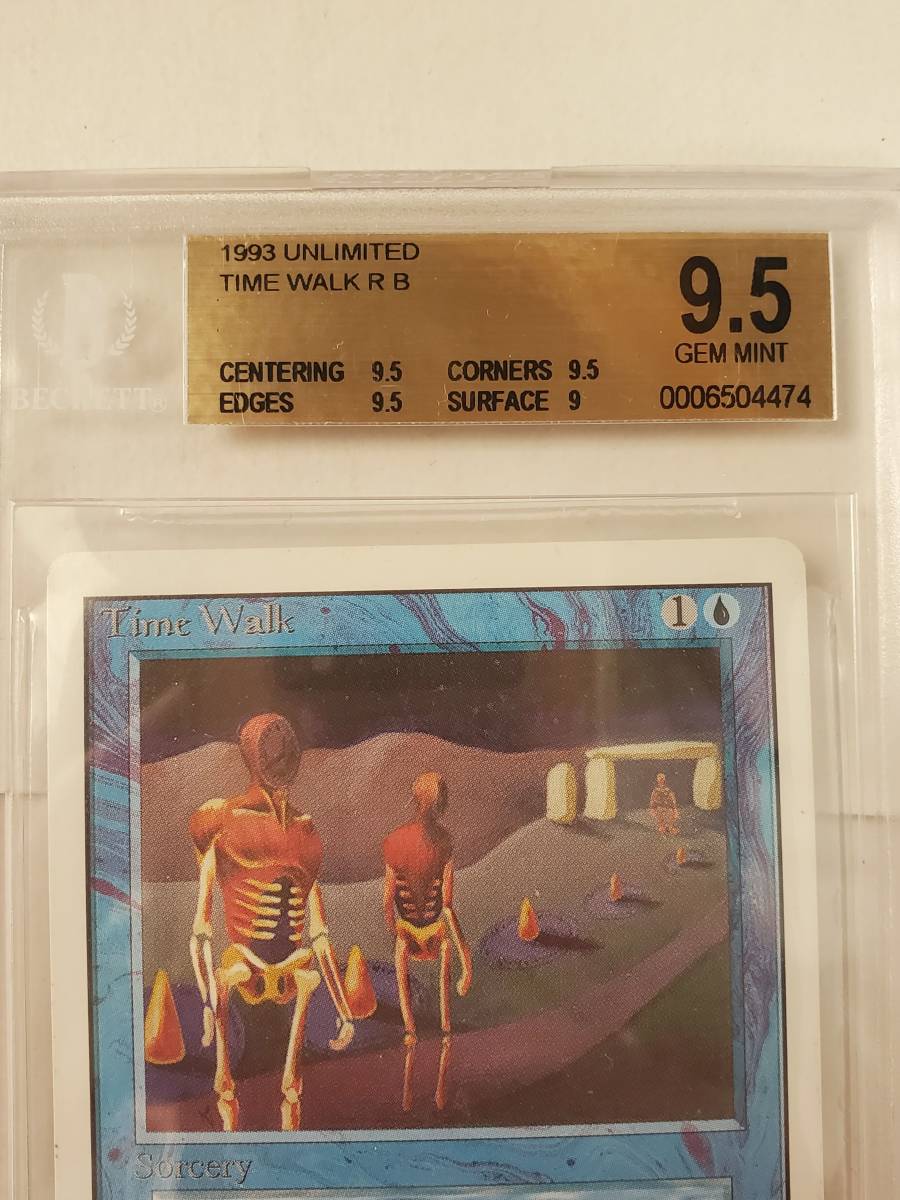 1993 UNLIMITED
TIME WALK R B
9.5
GEM MINT
CENTERING 9.5 CORNERS 9.5
EDGES 9.5 SURFACE 9
0006504474
BECKETT®
Time Walk 1
Sorcery